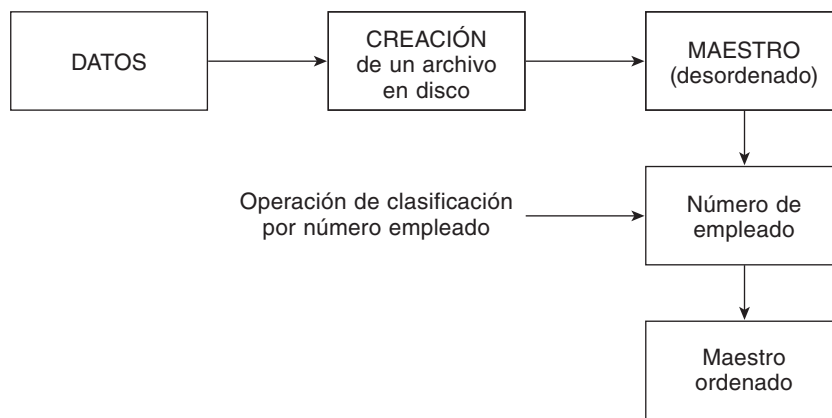 DATOS
CREACIÓN
de un archivo
en disco
MAESTRO
(desordenado)
Operación de clasificación
por número empleado
Número de
empleado
Maestro
ordenado